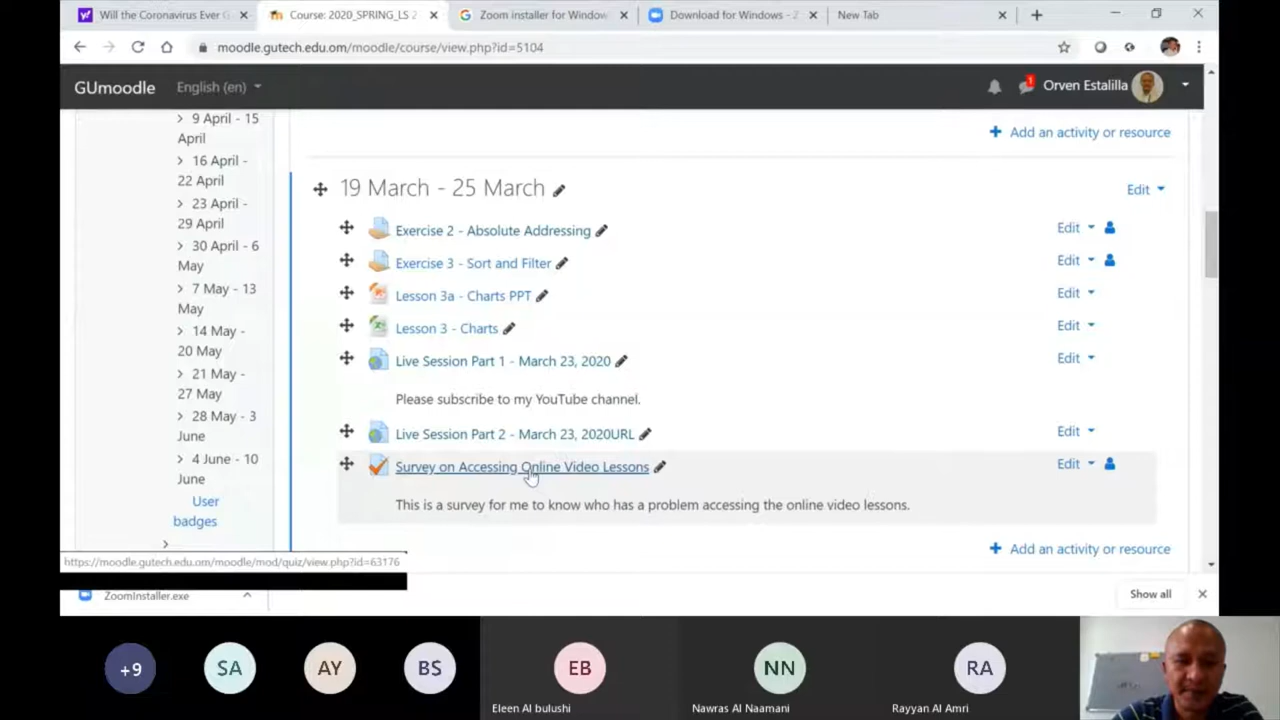 Will the Coronavirus Ever G
Course: 2020_SPRING_LS 2
Zoom installer for Window
Download for Windows - Z
New Tab
moodle.gutech.edu.om/moodle/course/view.php?id=5104
GUmoodle
English (en)
1
Orven Estalilla
9 April - 15
April
16 April -
22 April
23 April -
29 April
30 April - 6
May
7 May - 13
May
14 May -
20 May
21 May -
27 May
28 May - 3
June
4 June - 10
June
User
badges
Add an activity or resource
19 March - 25 March
Edit
Exercise 2 - Absolute Addressing
Edit
Exercise 3 - Sort and Filter
Edit
Lesson 3a - Charts PPT
Edit
Lesson 3 - Charts
Edit
Live Session Part 1 - March 23, 2020
Edit
Please subscribe to my YouTube channel.
Live Session Part 2 - March 23, 2020URL
Edit
Survey on Accessing Online Video Lessons
Edit
This is a survey for me to know who has a problem accessing the online video lessons.
Add an activity or resource
https://moodle.gutech.edu.om/moodle/mod/quiz/view.php?id=63176
ZoomInstaller.exe
Show all
+9
SA
AY
BS
EB
NN
RA
Eleen Al bulushi
Nawras Al Naamani
Rayyan Al Amri